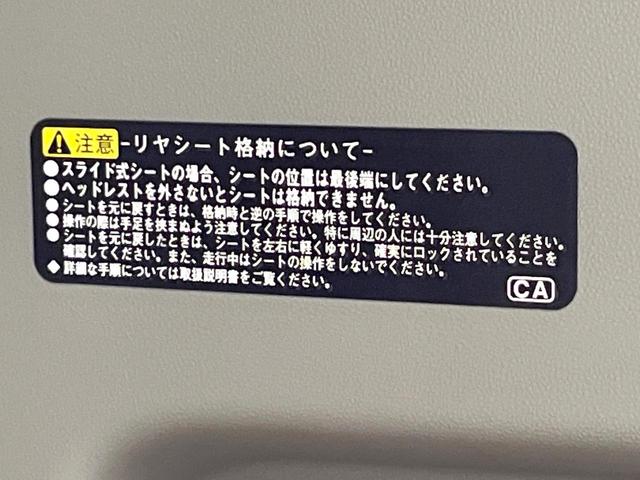 注意 -リヤシート格納について-
●スライド式シートの場合、シートの位置は最後端にしてください。
●ヘッドレストを外さないとシートは格納できません。
●シートを元に戻すときは、格納時と逆の手順で操作をしてください。
●操作の際は手足を挟まぬよう注意してください。特に周辺の人には十分注意してください。
●シートを元に戻したときは、シートを左右に軽くゆすり、確実にロックされていることを
確認してください。また、走行中はシートの操作をしないでください。
◆詳細な手順については取扱説明書をご覧ください。
CA